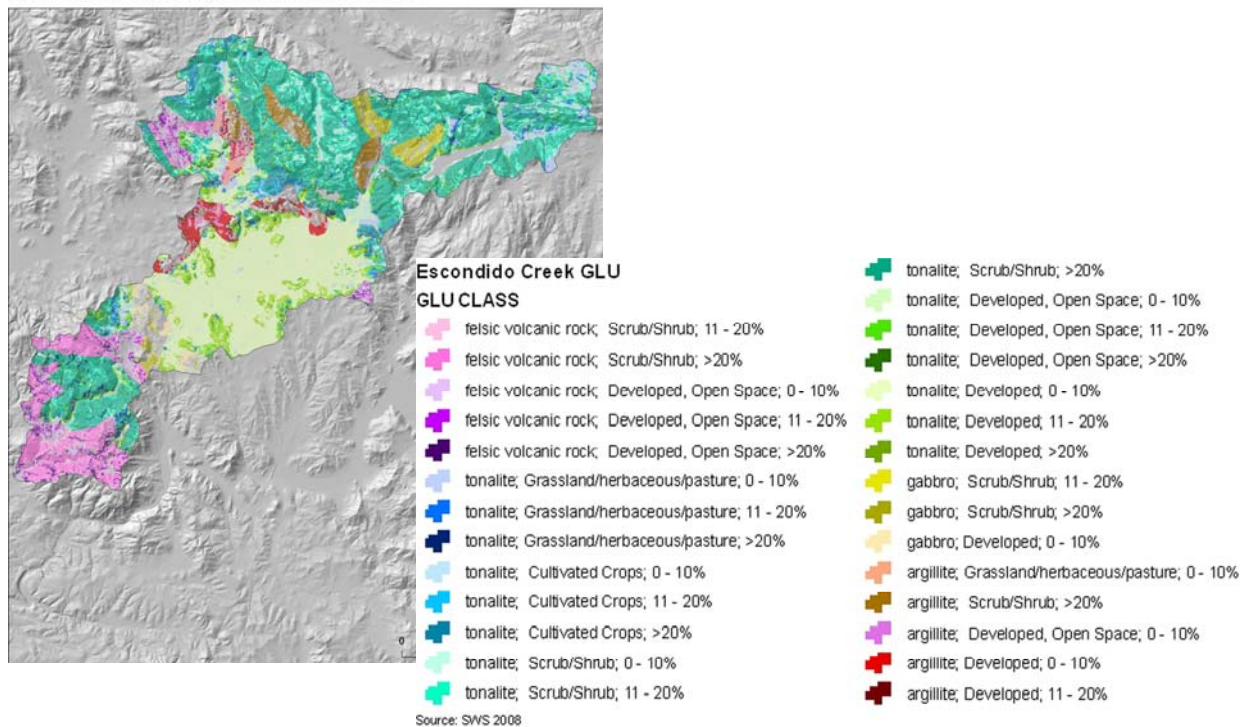 Escondido Creek GLU
GLU CLASS
felsic volcanic rock; Scrub/Shrub; 11 - 20%
felsic volcanic rock; Scrub/Shrub; >20%
felsic volcanic rock; Developed, Open Space; 0 - 10%
felsic volcanic rock; Developed, Open Space; 11 - 20%
felsic volcanic rock; Developed, Open Space; >20%
tonalite; Grassland/herbaceous/pasture; 0 - 10%
tonalite; Grassland/herbaceous/pasture; 11 - 20%
tonalite; Grassland/herbaceous/pasture; >20%
tonalite; Cultivated Crops; 0 - 10%
tonalite; Cultivated Crops; 11 - 20%
tonalite; Cultivated Crops; >20%
tonalite; Scrub/Shrub; 0 - 10%
tonalite; Scrub/Shrub; 11 - 20%
tonalite; Scrub/Shrub; >20%
tonalite; Developed, Open Space; 0 - 10%
tonalite; Developed, Open Space; 11 - 20%
tonalite; Developed, Open Space; >20%
tonalite; Developed; 0 - 10%
tonalite; Developed; 11 - 20%
tonalite; Developed; >20%
gabbro; Scrub/Shrub; 11 - 20%
gabbro; Scrub/Shrub; >20%
gabbro; Developed; 0 - 10%
argillite; Grassland/herbaceous/pasture; 0 - 10%
argillite; Scrub/Shrub; >20%
argillite; Developed, Open Space; 0 - 10%
argillite; Developed; 0 - 10%
argillite; Developed; 11 - 20%
0
Source: SWS 2008